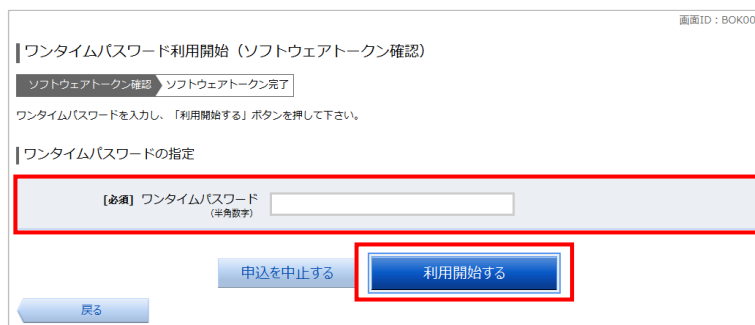 画面ID：BOK00
ワンタイムパスワード利用開始（ソフトウェアトークン確認）
ソフトウェアトークン確認 ソフトウェアトークン完了
ワンタイムパスワードを入力し、「利用開始する」ボタンを押して下さい。
ワンタイムパスワードの指定
[必須] ワンタイムパスワード
（半角数字）
申込を中止する 利用開始する
戻る